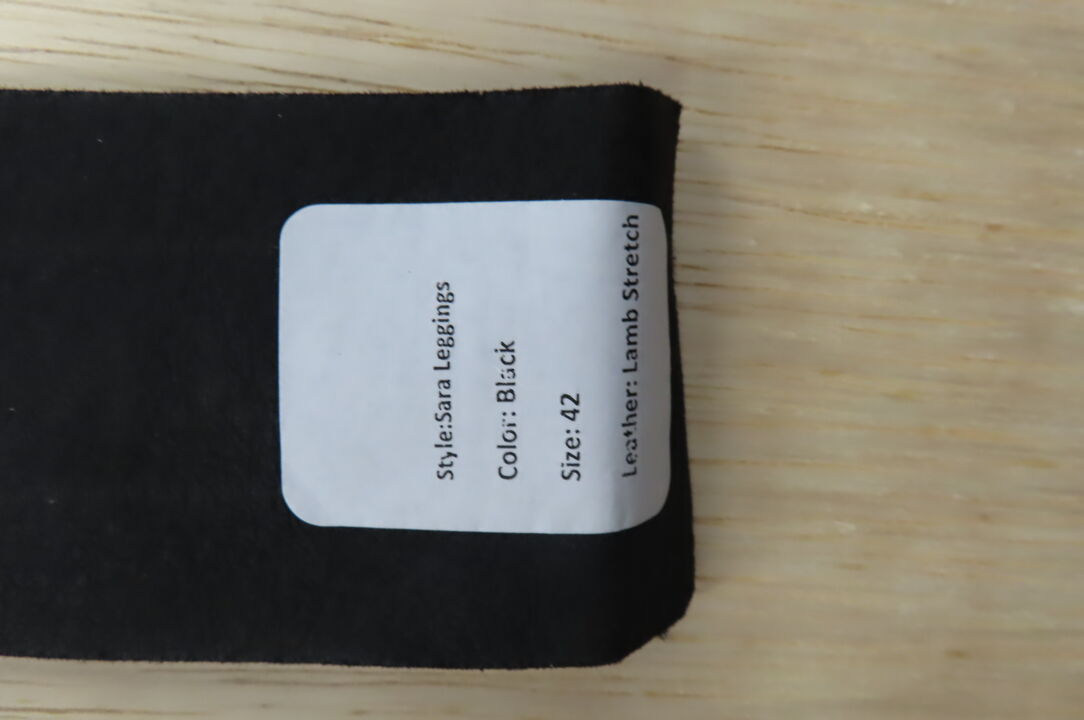 Style:Sara Leggings
Color: Black
Size: 42
Leather: Lamb Stretch